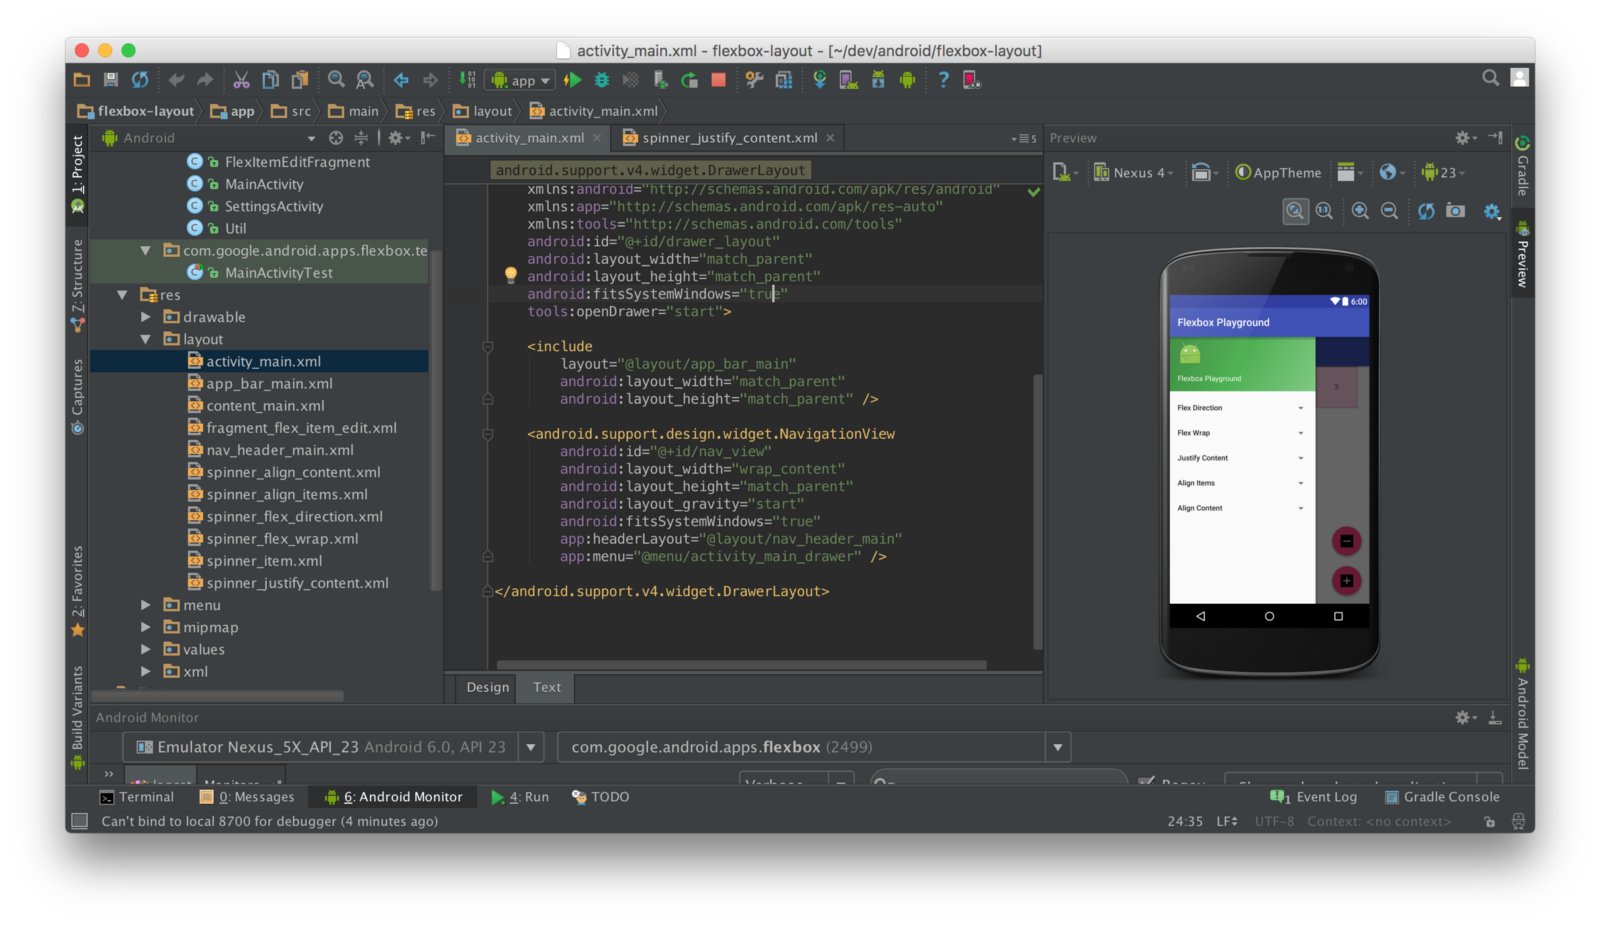 activity_main.xml - flexbox-layout - [~/dev/android/flexbox-layout]
app
flexbox-layout app src main res layout activity_main.xml
Android
activity_main.xml spinner_justify_content.xml
5
Preview
1: Project
Z: Structure
Captures
2: Favorites
Build Variants
FlexItemEditFragment
MainActivity
SettingsActivity
Util
com.google.android.apps.flexbox.te
MainActivityTest
res
drawable
layout
activity_main.xml
app_bar_main.xml
content_main.xml
fragment_flex_item_edit.xml
nav_header_main.xml
spinner_align_content.xml
spinner_align_items.xml
spinner_flex_direction.xml
spinner_flex_wrap.xml
spinner_item.xml
spinner_justify_content.xml
menu
mipmap
values
xml
android.support.v4.widget.DrawerLayout
xmlns:android="http://schemas.android.com/apk/res/android"
xmlns:app="http://schemas.android.com/apk/res-auto"
xmlns:tools="http://schemas.android.com/tools"
android:id="@+id/drawer_layout"
android:layout_width="match_parent"
android:layout_height="match_parent"
android:fitsSystemWindows="true"
tools:openDrawer="start">
<include
layout="@layout/app_bar_main"
android:layout_width="match_parent"
android:layout_height="match_parent" />
<android.support.design.widget.NavigationView
android:id="@+id/nav_view"
android:layout_width="wrap_content"
android:layout_height="match_parent"
android:layout_gravity="start"
android:fitsSystemWindows="true"
app:headerLayout="@layout/nav_header_main"
app:menu="@menu/activity_main_drawer" />
</android.support.v4.widget.DrawerLayout>
Design Text
Nexus 4 AppTheme 23
1:1
6:00
Flexbox Playground
Flexbox Playground
3
Flex Direction
Flex Wrap
Justify Content
Align Items
Align Content
Gradle
Preview
Android Model
Android Monitor
Emulator Nexus_5X_API_23 Android 6.0, API 23
com.google.android.apps.flexbox (2499)
logcat Monitors Verbose Regex
Terminal 0: Messages 6: Android Monitor 4: Run TODO
1 Event Log Gradle Console
Can't bind to local 8700 for debugger (4 minutes ago)
24:35 LF UTF-8 Context: <no context>